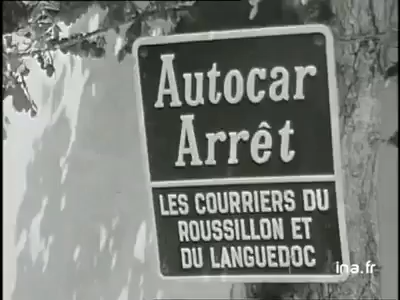 Autocar
Arrêt
LES COURRIERS DU
ROUSSILLON ET
DU LANGUEDOC
ina.fr